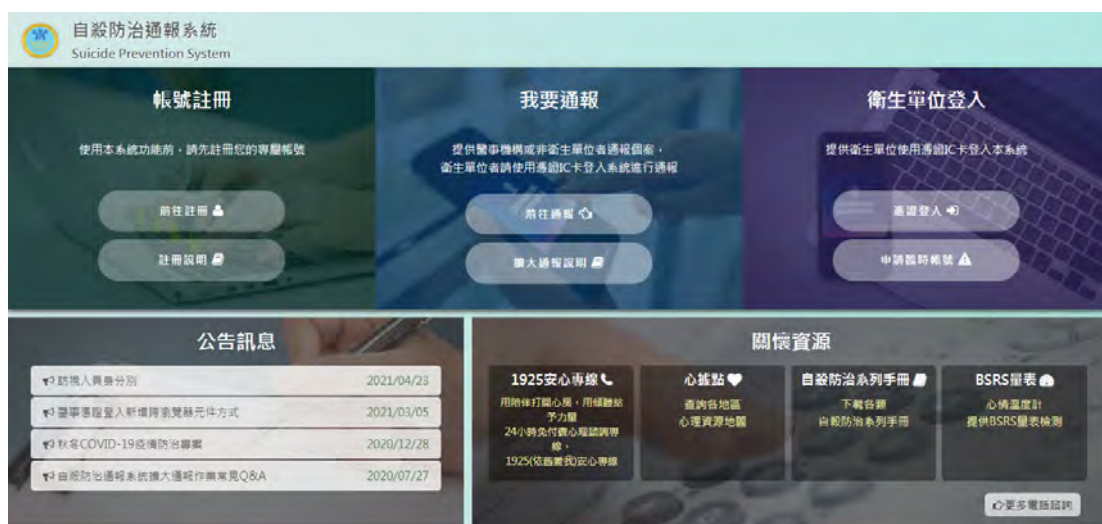 自殺防治通報系統
Suicide Prevention System
帳號註冊
使用本系統功能前，請先註冊您的專屬帳號
前往註冊
註冊說明
我要通報
提供醫事機構或非衛生單位者通報個案，
衛生單位者請使用憑證IC卡登入系統進行通報
前往通報
擴大通報說明
衛生單位登入
提供衛生單位使用憑證IC卡登入本系統
憑證登入
申請臨時帳號
公告訊息
訪視人員身分別 2021/04/23
醫事憑證登入新增跨瀏覽器元件方式 2021/03/05
秋冬COVID-19疫情防治專案 2020/12/28
自殺防治通報系統擴大通報作業常見Q&A 2020/07/27
關懷資源
1925安心專線
用陪伴打開心房，用傾聽給
予力量
24小時免付費心理諮詢專
線，
1925(依舊愛我)安心專線
心據點
查詢各地區
心理資源地圖
自殺防治系列手冊
下載各類
自殺防治系列手冊
BSRS量表
心情溫度計
提供BSRS量表檢測
更多電話諮詢